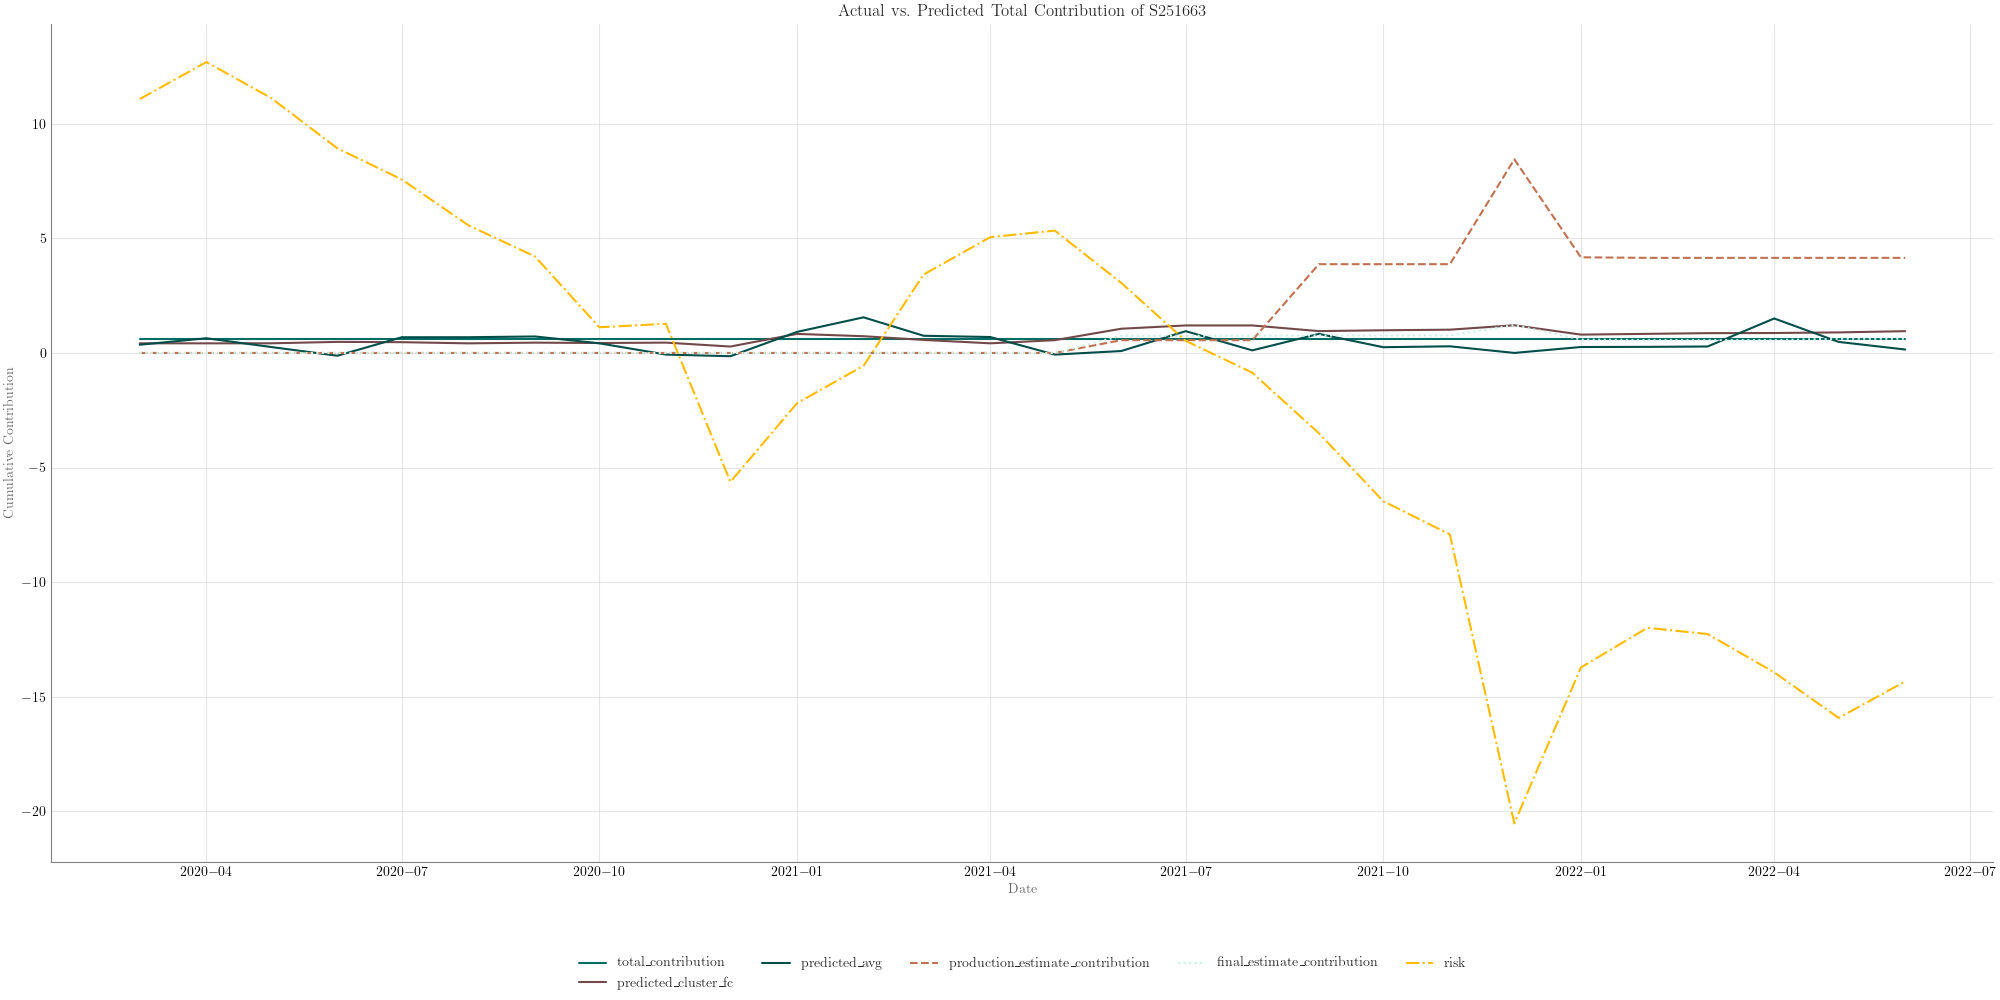 Actual vs. Predicted Total Contribution of S251663
Cumulative Contribution
10
5
0
−5
−10
−15
−20
2020−04 2020−07 2020−10 2021−01 2021−04 2021−07 2021−10 2022−01 2022−04 2022−07
Date
total_contribution predicted_avg production_estimate_contribution final_estimate_contribution risk
predicted_cluster_fc